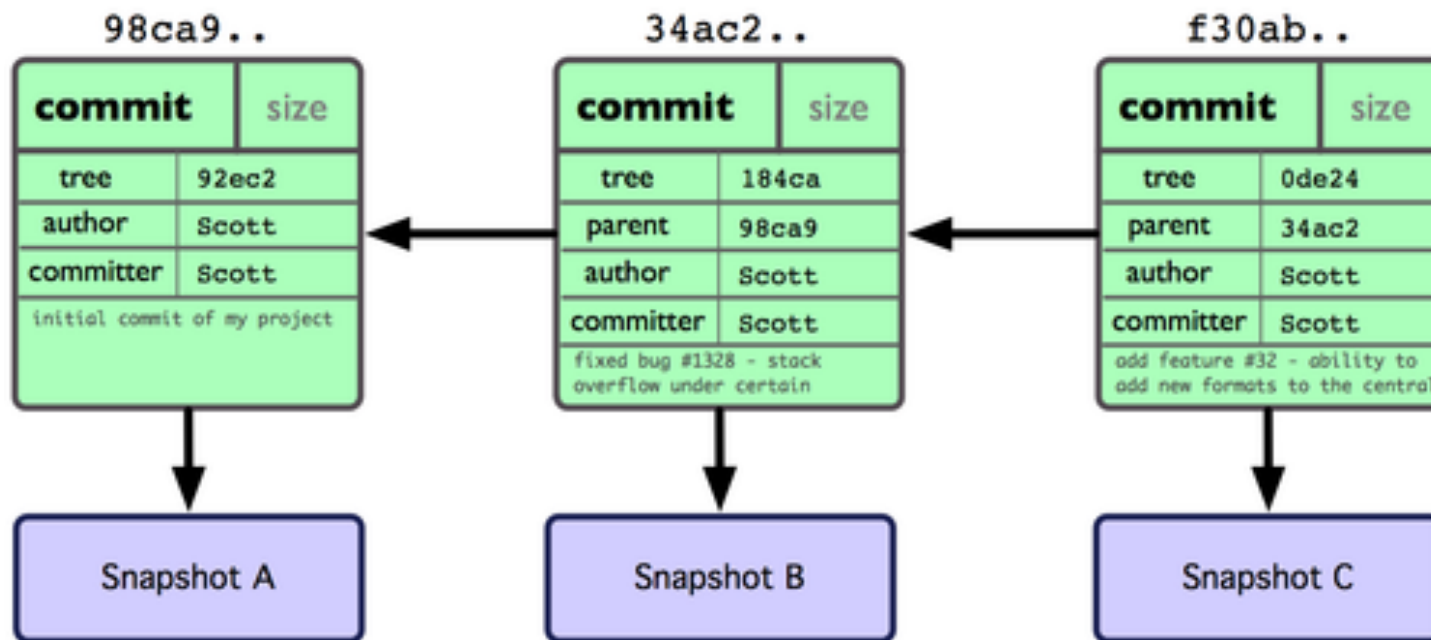 98ca9..
commit size
tree 92ec2
author Scott
committer Scott
initial commit of my project
Snapshot A
34ac2..
commit size
tree 184ca
parent 98ca9
author Scott
committer Scott
fixed bug #1328 - stack
overflow under certain
Snapshot B
f30ab..
commit size
tree 0de24
parent 34ac2
author Scott
committer Scott
add feature #32 - ability to
add new formats to the central
Snapshot C